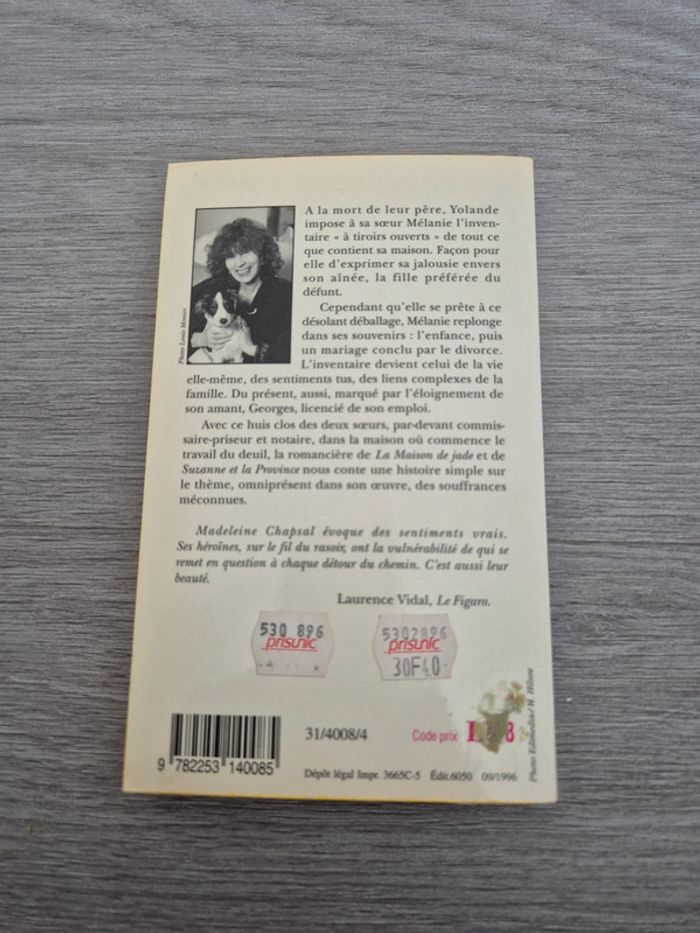 A la mort de leur père, Yolande
impose à sa sœur Mélanie l'inven-
taire « à tiroirs ouverts » de tout ce
que contient sa maison. Façon pour
elle d'exprimer sa jalousie envers
son aînée, la fille préférée du
défunt.
Cependant qu'elle se prête à ce
désolant déballage, Mélanie replonge
dans ses souvenirs : l'enfance, puis
un mariage conclu par le divorce.
L'inventaire devient celui de la vie
elle-même, des sentiments tus, des liens complexes de la
famille. Du présent, aussi, marqué par l'éloignement de
son amant, Georges, licencié de son emploi.
Avec ce huis clos des deux sœurs, par-devant commis-
saire-priseur et notaire, dans la maison où commence le
travail du deuil, la romancière de La Maison de jade et de
Suzanne et la Province nous conte une histoire simple sur
le thème, omniprésent dans son œuvre, des souffrances
méconnues.
Photo Louis Monier
Madeleine Chapsal évoque des sentiments vrais.
Ses héroïnes, sur le fil du rasoir, ont la vulnérabilité de qui se
remet en question à chaque détour du chemin. C'est aussi leur
beauté.
Laurence Vidal, Le Figaro.
530 896
prisunic
5302896
prisunic
30F40
31/4008/4
Code prix
9 782253 140085
Dépôt légal Impr. 3665C-5 Édit. 6050 09/1996
Photo Edimedia/